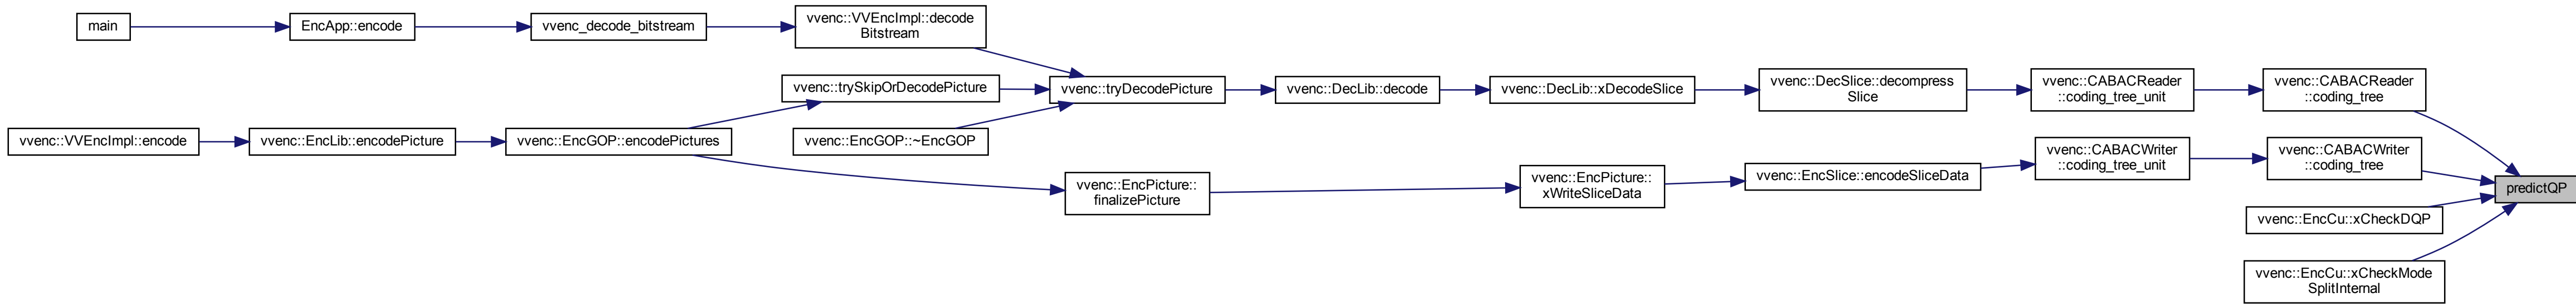 main
EncApp::encode
vvenc_decode_bitstream
vvenc::VVEncImpl::decode
Bitstream
vvenc::trySkipOrDecodePicture
vvenc::tryDecodePicture
vvenc::DecLib::decode
vvenc::DecLib::xDecodeSlice
vvenc::DecSlice::decompress
Slice
vvenc::CABACReader
::coding_tree_unit
vvenc::CABACReader
::coding_tree
vvenc::VVEncImpl::encode
vvenc::EncLib::encodePicture
vvenc::EncGOP::encodePictures
vvenc::EncGOP::~EncGOP
vvenc::EncPicture::
finalizePicture
vvenc::EncPicture::
xWriteSliceData
vvenc::EncSlice::encodeSliceData
vvenc::CABACWriter
::coding_tree_unit
vvenc::CABACWriter
::coding_tree
predictQP
vvenc::EncCu::xCheckDQP
vvenc::EncCu::xCheckMode
SplitInternal